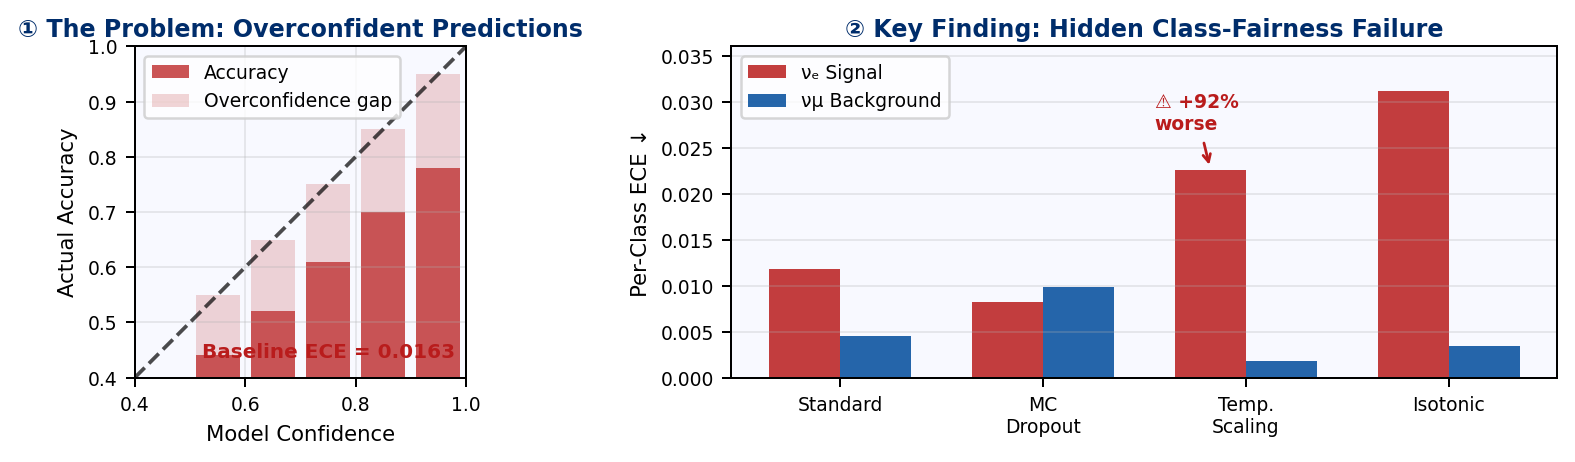 ① The Problem: Overconfident Predictions
Accuracy
Overconfidence gap
Actual Accuracy
1.0
0.9
0.8
0.7
0.6
0.5
0.4
Baseline ECE = 0.0163
0.4
0.6
0.8
1.0
Model Confidence
② Key Finding: Hidden Class-Fairness Failure
νₑ Signal
νμ Background
Per-Class ECE ↓
0.035
0.030
0.025
0.020
0.015
0.010
0.005
0.000
⚠ +92%
worse
Standard
MC
Dropout
Temp.
Scaling
Isotonic